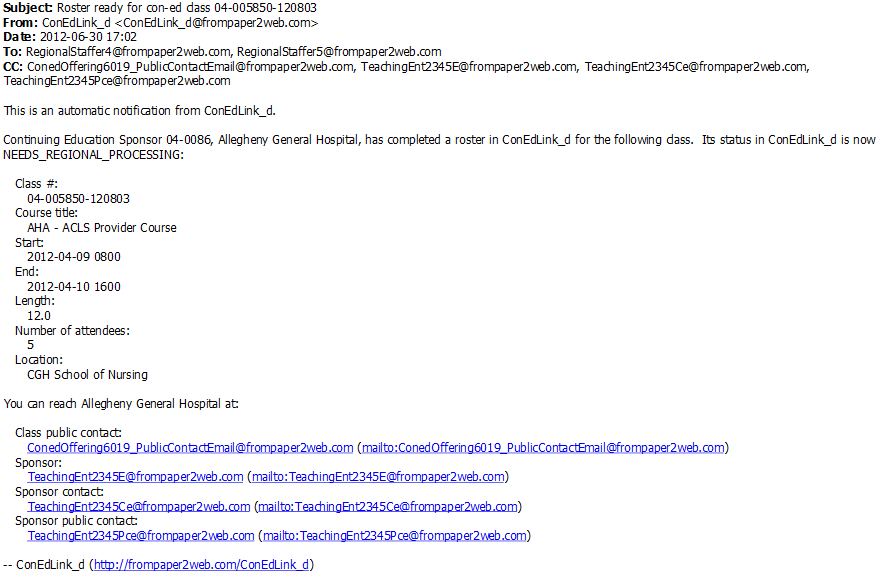 Subject: Roster ready for con-ed class 04-005850-120803
From: ConEdLink_d <ConEdLink_d@frompaper2web.com>
Date: 2012-06-30 17:02
To: RegionalStaffer4@frompaper2web.com, RegionalStaffer5@frompaper2web.com
CC: ConedOffering6019_PublicContactEmail@frompaper2web.com, TeachingEnt2345E@frompaper2web.com, TeachingEnt2345Ce@frompaper2web.com,
TeachingEnt2345Pce@frompaper2web.com
This is an automatic notification from ConEdLink_d.
Continuing Education Sponsor 04-0086, Allegheny General Hospital, has completed a roster in ConEdLink_d for the following class.  Its status in ConEdLink_d is now
NEEDS_REGIONAL_PROCESSING:
Class #:
04-005850-120803
Course title:
AHA - ACLS Provider Course
Start:
2012-04-09 0800
End:
2012-04-10 1600
Length:
12.0
Number of attendees:
5
Location:
CGH School of Nursing
You can reach Allegheny General Hospital at:
Class public contact:
ConedOffering6019_PublicContactEmail@frompaper2web.com (mailto:ConedOffering6019_PublicContactEmail@frompaper2web.com)
Sponsor:
TeachingEnt2345E@frompaper2web.com (mailto:TeachingEnt2345E@frompaper2web.com)
Sponsor contact:
TeachingEnt2345Ce@frompaper2web.com (mailto:TeachingEnt2345Ce@frompaper2web.com)
Sponsor public contact:
TeachingEnt2345Pce@frompaper2web.com (mailto:TeachingEnt2345Pce@frompaper2web.com)
-- ConEdLink_d (http://frompaper2web.com/ConEdLink_d)